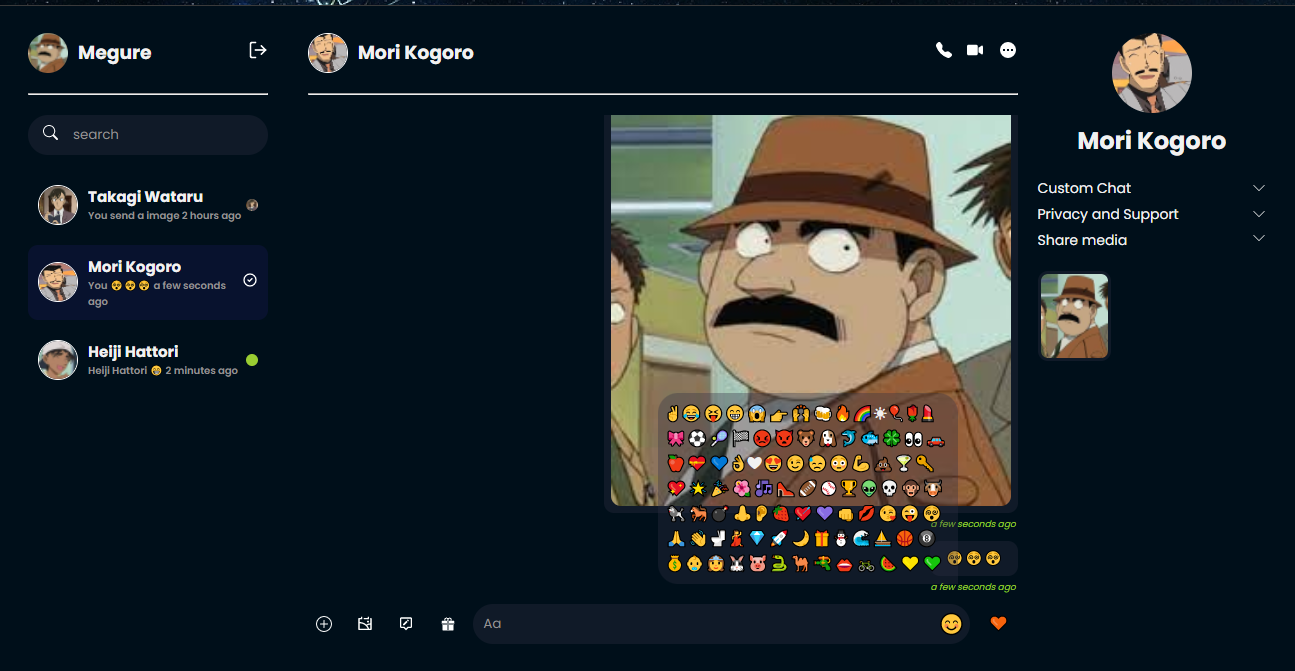 Megure
search
Takagi Wataru
You send a image 2 hours ago
Mori Kogoro
You 😵 😵 😵 a few seconds
ago
Heiji Hattori
Heiji Hattori 😵 2 minutes ago
Mori Kogoro
a few seconds ago
a few seconds ago
Aa
Mori Kogoro
Custom Chat
Privacy and Support
Share media